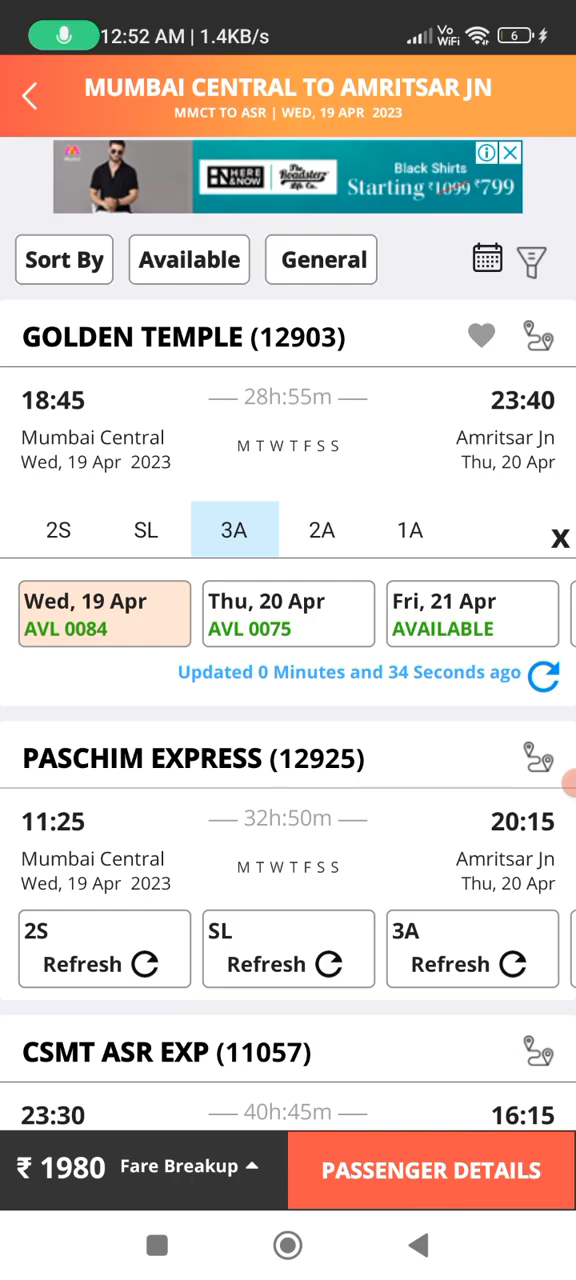 12:52 AM | 1.4KB/s
Vo WiFi
6
MUMBAI CENTRAL TO AMRITSAR JN
MMCT TO ASR | WED, 19 APR 2023
HERE & NOW
The Roadster Life Co.
Black Shirts
Starting ₹1099 ₹799
Sort By
Available
General
GOLDEN TEMPLE (12903)
18:45
28h:55m
23:40
Mumbai Central
M T W T F S S
Amritsar Jn
Wed, 19 Apr 2023
Thu, 20 Apr
2S
SL
3A
2A
1A
X
Wed, 19 Apr
AVL 0084
Thu, 20 Apr
AVL 0075
Fri, 21 Apr
AVAILABLE
Updated 0 Minutes and 34 Seconds ago
PASCHIM EXPRESS (12925)
11:25
32h:50m
20:15
Mumbai Central
M T W T F S S
Amritsar Jn
Wed, 19 Apr 2023
Thu, 20 Apr
2S
Refresh
SL
Refresh
3A
Refresh
CSMT ASR EXP (11057)
23:30
40h:45m
16:15
₹ 1980
Fare Breakup
PASSENGER DETAILS